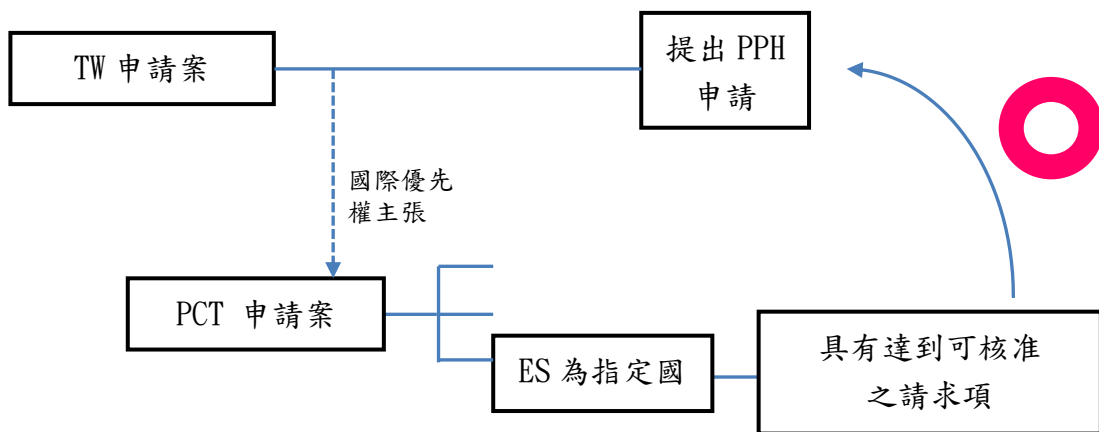 TW 申請案
提出 PPH
申請
國際優先
權主張
PCT 申請案
ES 為指定國
具有達到可核准
之請求項